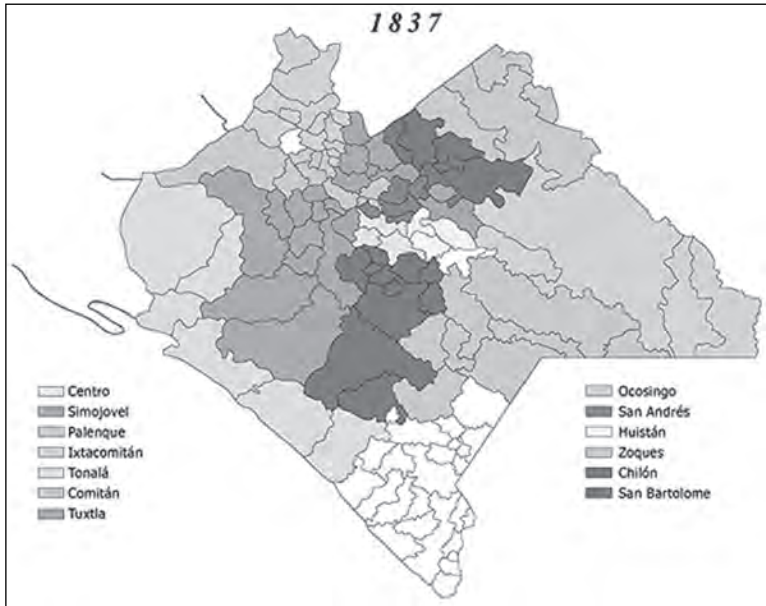 1837
Centro
Simojovel
Palenque
Ixtacomitán
Tonalá
Comitán
Tuxtla
Ocosingo
San Andrés
Huistán
Zoques
Chilón
San Bartolome